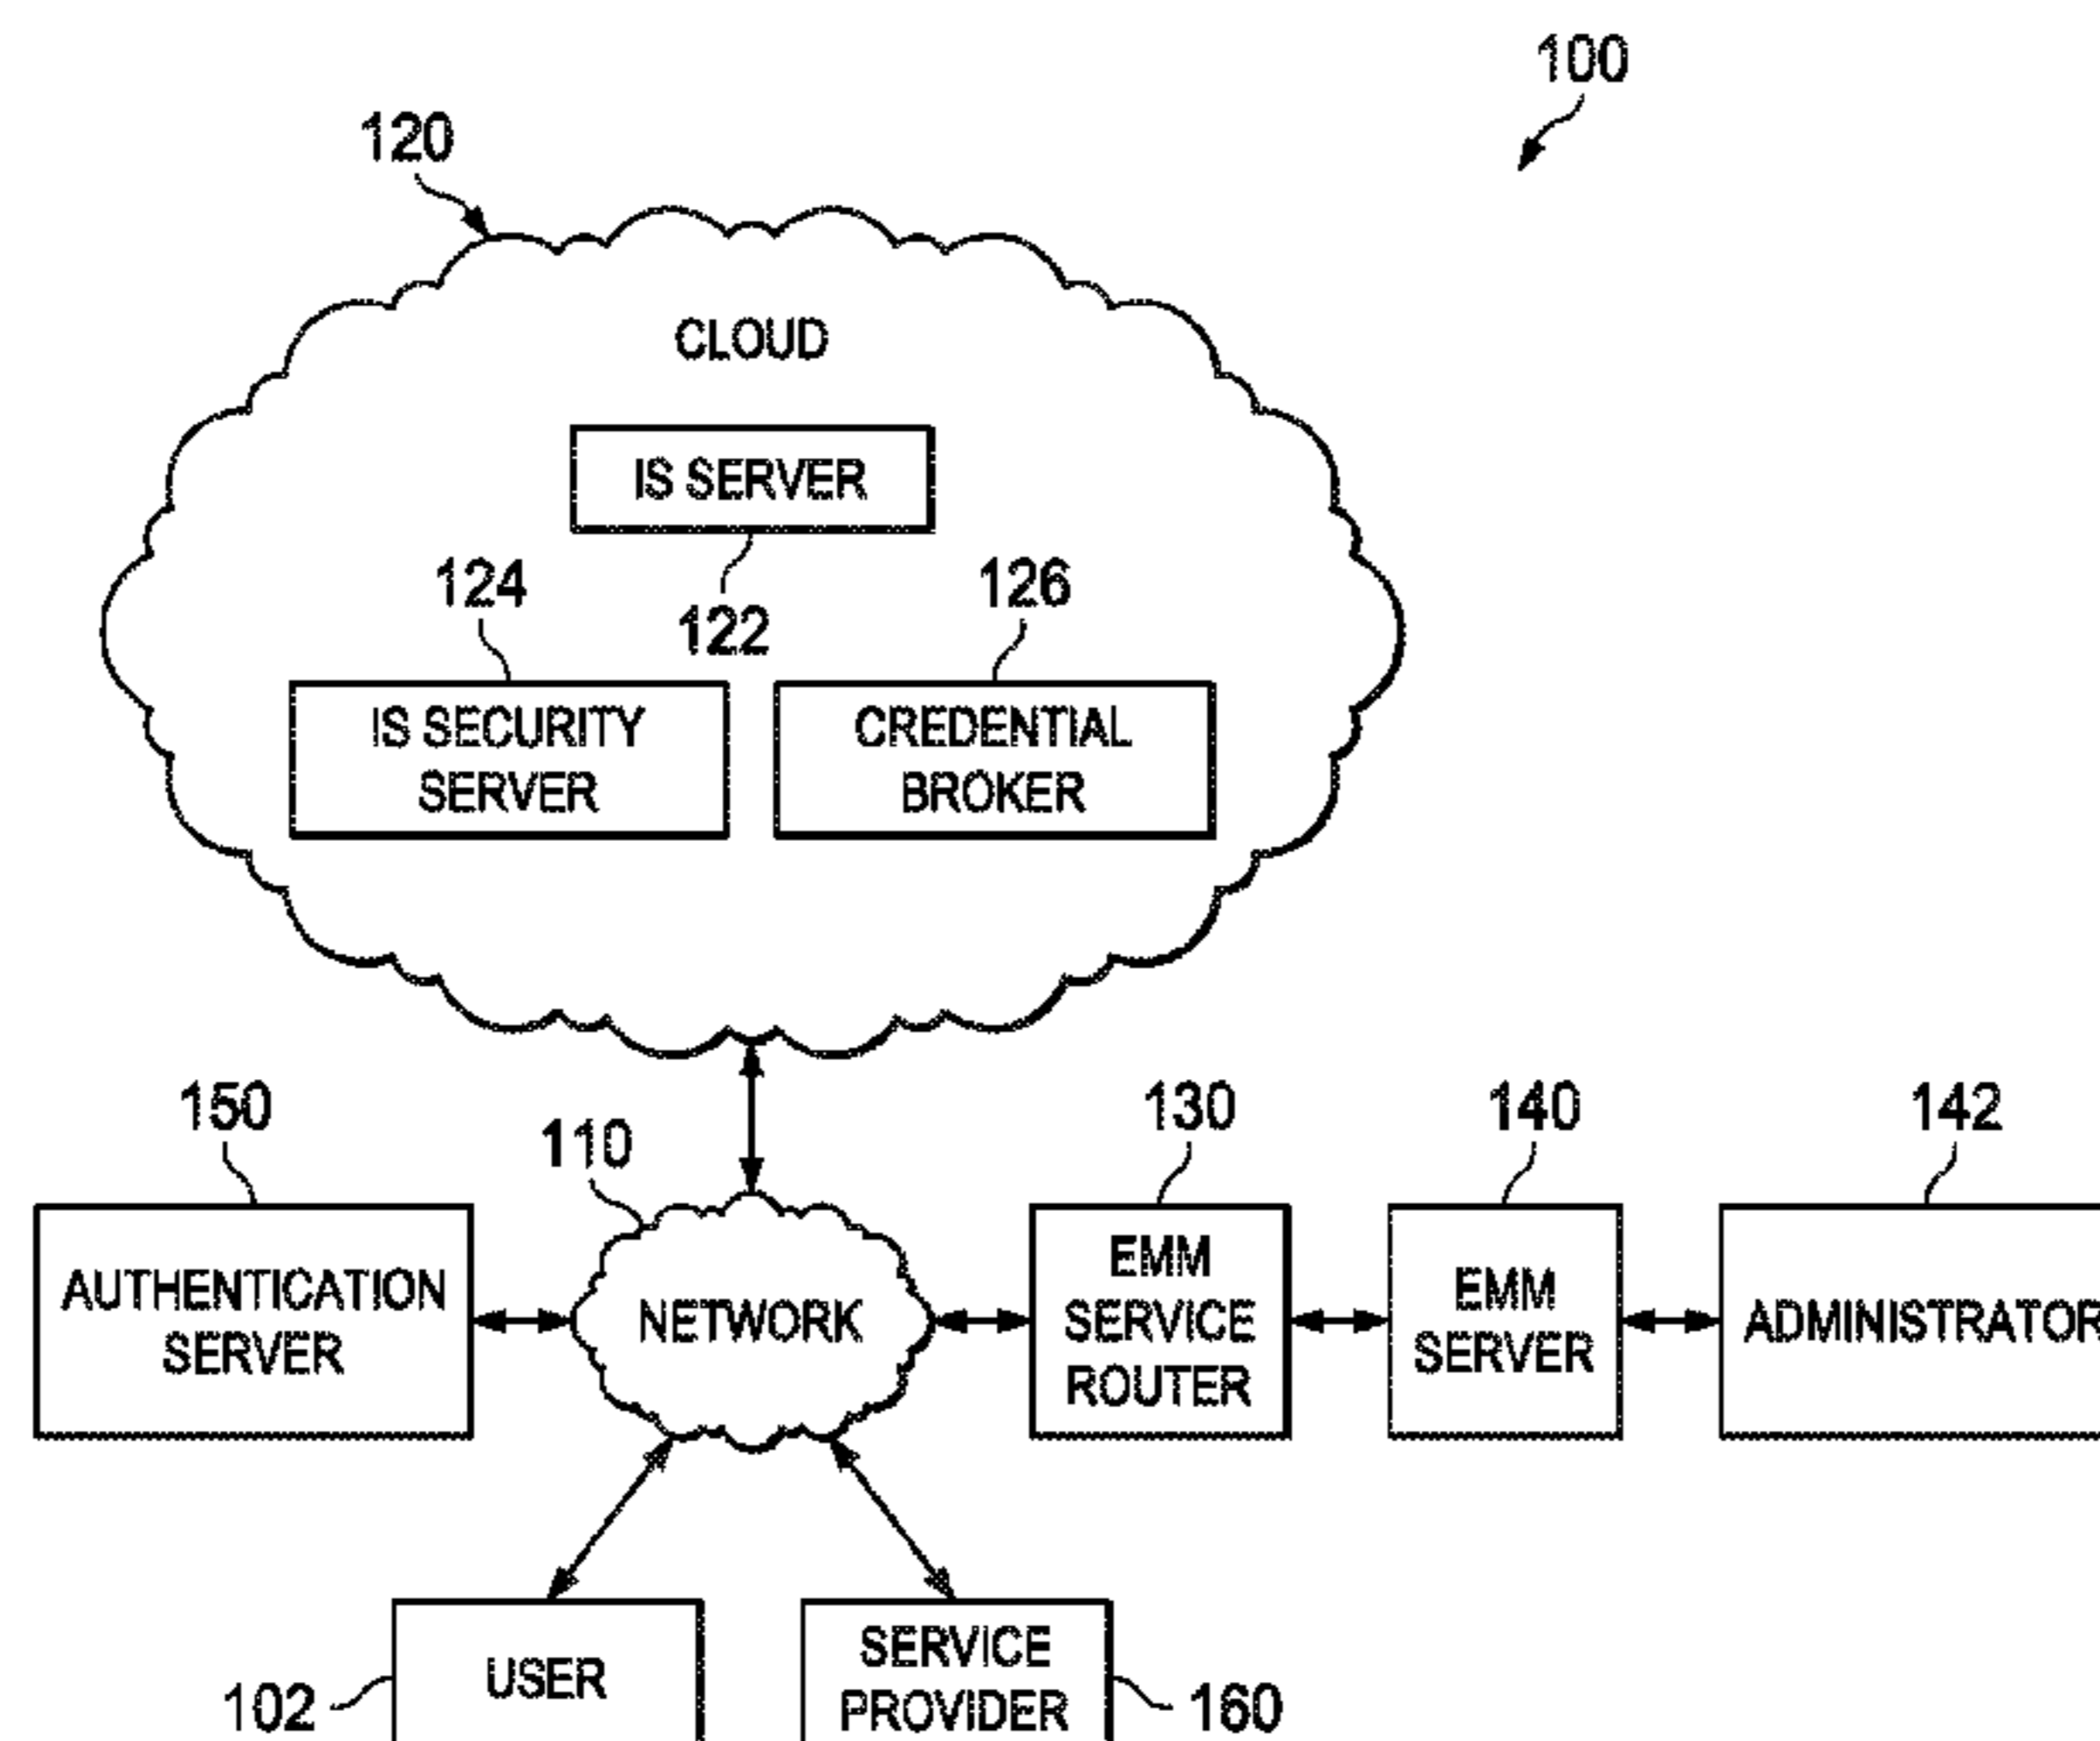 100
120
CLOUD
IS SERVER
124
126
122
IS SECURITY
SERVER
CREDENTIAL
BROKER
150
110
130
140
142
AUTHENTICATION
SERVER
NETWORK
EMM
SERVICE
ROUTER
EMM
SERVER
ADMINISTRATOR
102
USER
SERVICE
PROVIDER
160